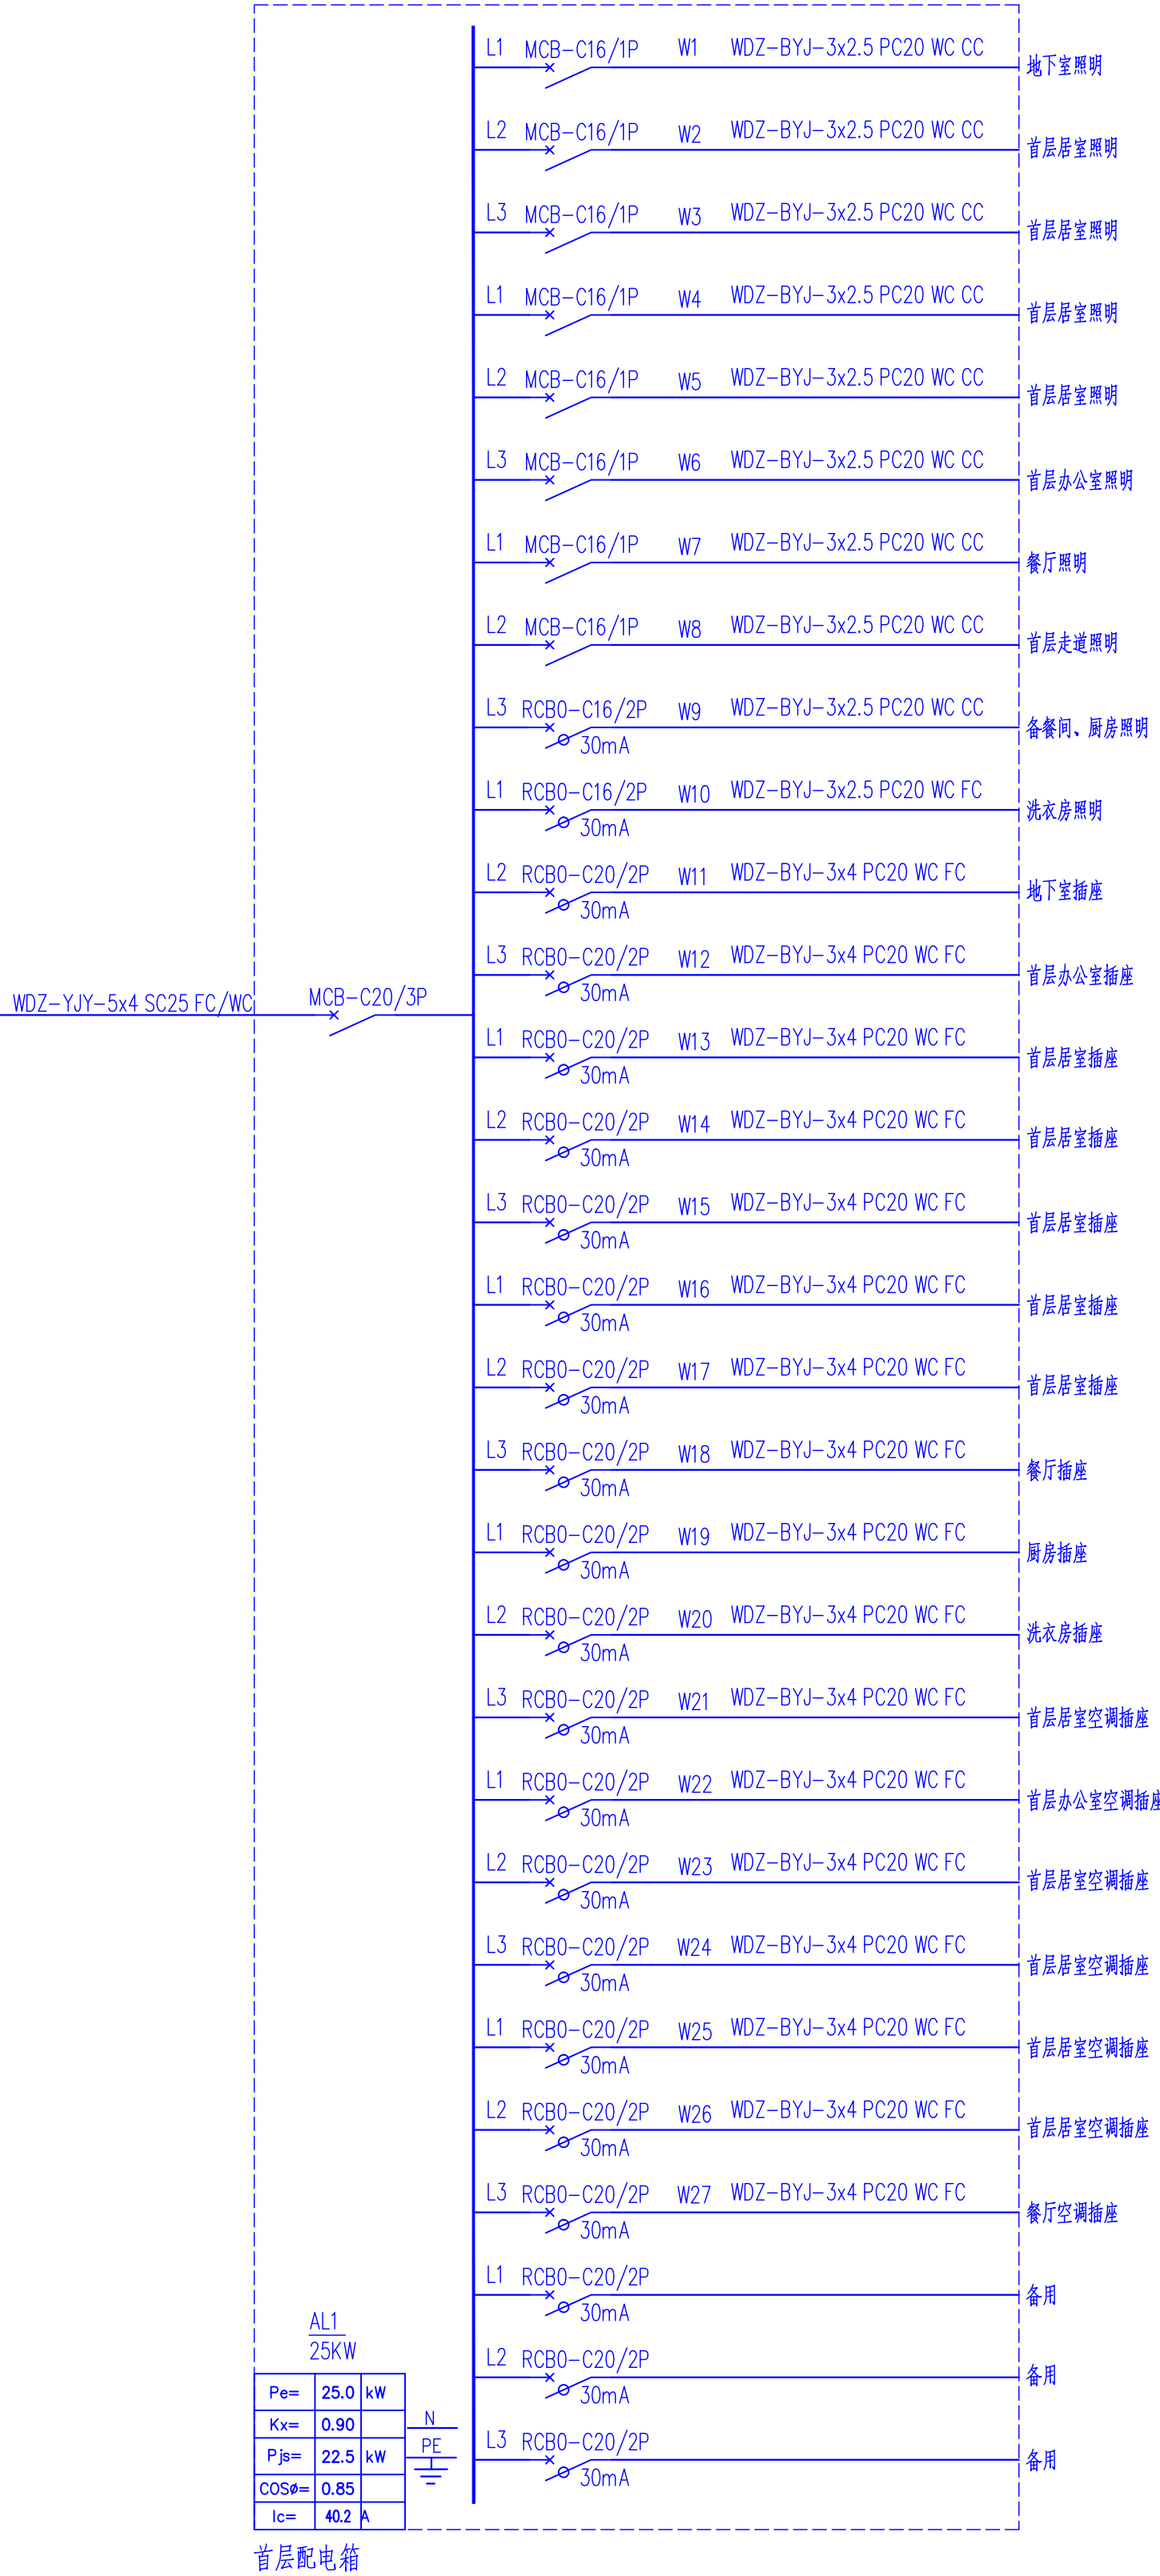 L1 MCB-C16/1P W1 WDZ-BYJ-3x2.5 PC20 WC CC 地下室照明
L2 MCB-C16/1P W2 WDZ-BYJ-3x2.5 PC20 WC CC 首层居室照明
L3 MCB-C16/1P W3 WDZ-BYJ-3x2.5 PC20 WC CC 首层居室照明
L1 MCB-C16/1P W4 WDZ-BYJ-3x2.5 PC20 WC CC 首层居室照明
L2 MCB-C16/1P W5 WDZ-BYJ-3x2.5 PC20 WC CC 首层居室照明
L3 MCB-C16/1P W6 WDZ-BYJ-3x2.5 PC20 WC CC 首层办公室照明
L1 MCB-C16/1P W7 WDZ-BYJ-3x2.5 PC20 WC CC 餐厅照明
L2 MCB-C16/1P W8 WDZ-BYJ-3x2.5 PC20 WC CC 首层走道照明
L3 RCBO-C16/2P W9 WDZ-BYJ-3x2.5 PC20 WC CC 备餐间、厨房照明
30mA
L1 RCBO-C16/2P W10 WDZ-BYJ-3x2.5 PC20 WC FC 洗衣房照明
30mA
L2 RCBO-C20/2P W11 WDZ-BYJ-3x4 PC20 WC FC 地下室插座
30mA
L3 RCBO-C20/2P W12 WDZ-BYJ-3x4 PC20 WC FC 首层办公室插座
30mA
WDZ-YJY-5x4 SC25 FC/WC MCB-C20/3P
L1 RCBO-C20/2P W13 WDZ-BYJ-3x4 PC20 WC FC 首层居室插座
30mA
L2 RCBO-C20/2P W14 WDZ-BYJ-3x4 PC20 WC FC 首层居室插座
30mA
L3 RCBO-C20/2P W15 WDZ-BYJ-3x4 PC20 WC FC 首层居室插座
30mA
L1 RCBO-C20/2P W16 WDZ-BYJ-3x4 PC20 WC FC 首层居室插座
30mA
L2 RCBO-C20/2P W17 WDZ-BYJ-3x4 PC20 WC FC 首层居室插座
30mA
L3 RCBO-C20/2P W18 WDZ-BYJ-3x4 PC20 WC FC 餐厅插座
30mA
L1 RCBO-C20/2P W19 WDZ-BYJ-3x4 PC20 WC FC 厨房插座
30mA
L2 RCBO-C20/2P W20 WDZ-BYJ-3x4 PC20 WC FC 洗衣房插座
30mA
L3 RCBO-C20/2P W21 WDZ-BYJ-3x4 PC20 WC FC 首层居室空调插座
30mA
L1 RCBO-C20/2P W22 WDZ-BYJ-3x4 PC20 WC FC 首层办公室空调插座
30mA
L2 RCBO-C20/2P W23 WDZ-BYJ-3x4 PC20 WC FC 首层居室空调插座
30mA
L3 RCBO-C20/2P W24 WDZ-BYJ-3x4 PC20 WC FC 首层居室空调插座
30mA
L1 RCBO-C20/2P W25 WDZ-BYJ-3x4 PC20 WC FC 首层居室空调插座
30mA
L2 RCBO-C20/2P W26 WDZ-BYJ-3x4 PC20 WC FC 首层居室空调插座
30mA
L3 RCBO-C20/2P W27 WDZ-BYJ-3x4 PC20 WC FC 餐厅空调插座
30mA
L1 RCBO-C20/2P 备用
30mA
L2 RCBO-C20/2P 备用
30mA
L3 RCBO-C20/2P 备用
30mA
AL1
25KW
Pe= 25.0 kW
Kx= 0.90
Pjs= 22.5 kW
COSø= 0.85
Ic= 40.2 A
N
PE
首层配电箱